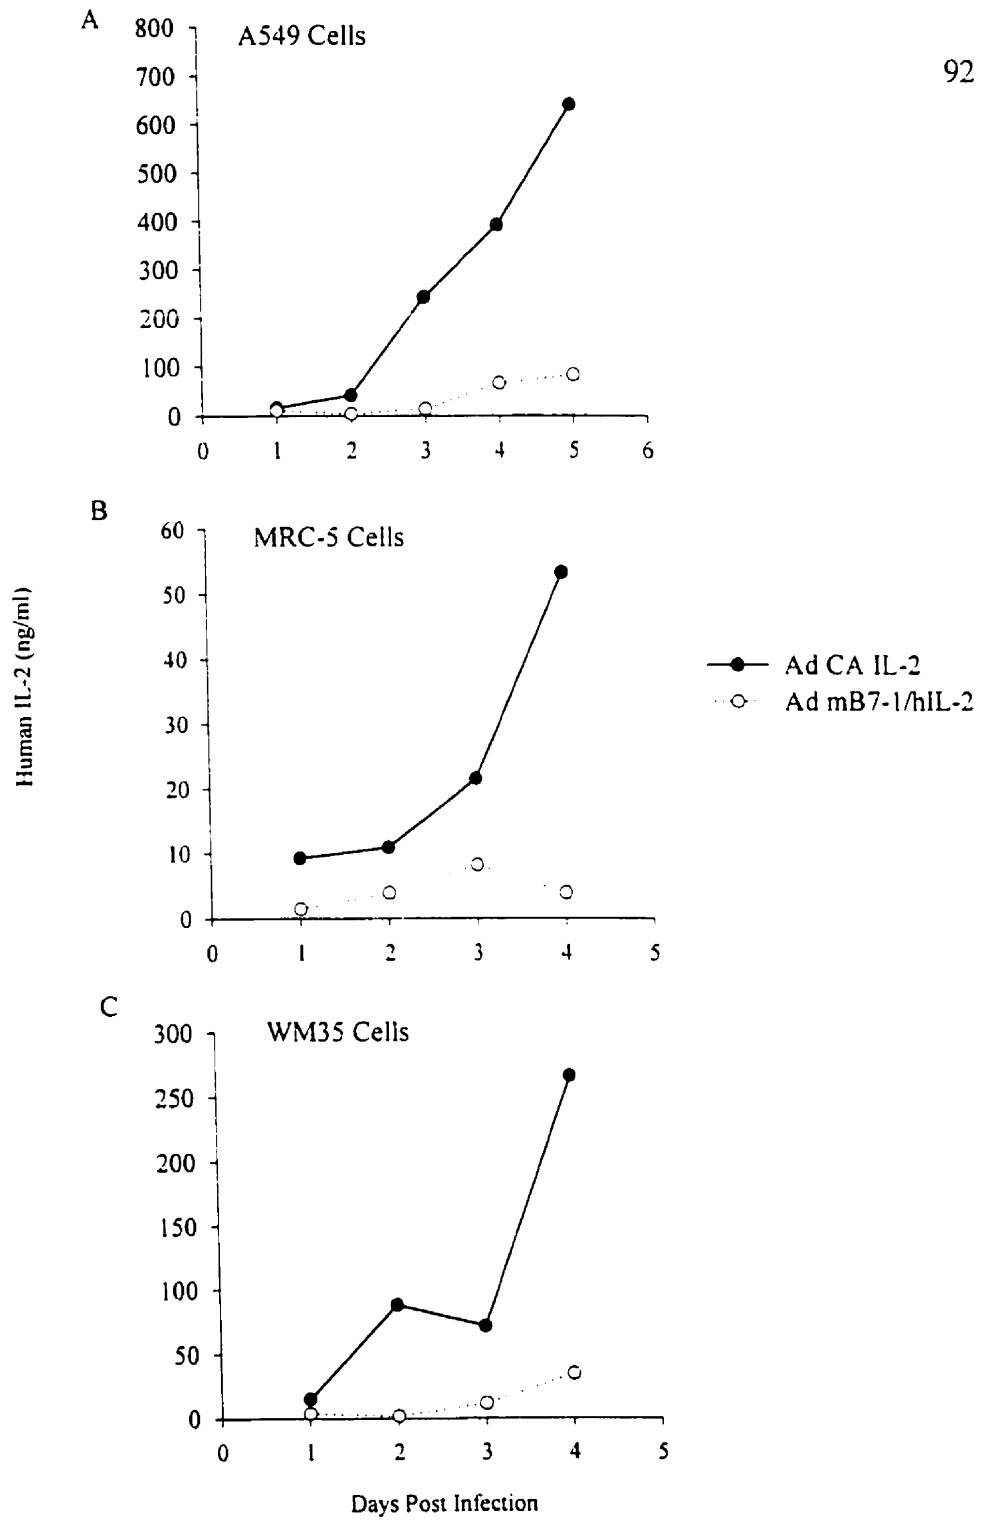 A
A549 Cells
92
800
700
600
500
400
300
200
100
0
0 1 2 3 4 5 6
B
MRC-5 Cells
60
50
40
30
20
10
0
0 1 2 3 4 5
Human IL-2 (ng/ml)
Ad CA IL-2
Ad mB7-1/hIL-2
C
WM35 Cells
300
250
200
150
100
50
0
0 1 2 3 4 5
Days Post Infection